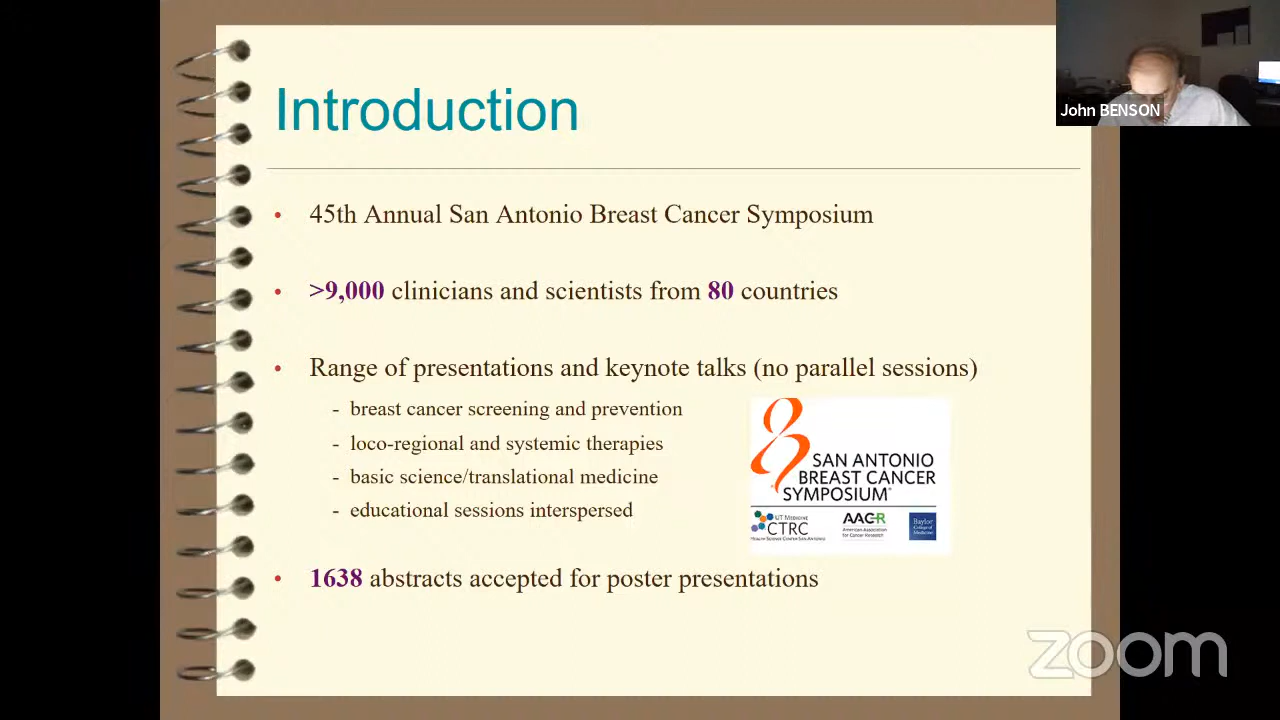 Introduction
John BENSON
• 45th Annual San Antonio Breast Cancer Symposium
• >9,000 clinicians and scientists from 80 countries
• Range of presentations and keynote talks (no parallel sessions)
- breast cancer screening and prevention
- loco-regional and systemic therapies
- basic science/translational medicine
- educational sessions interspersed
SAN ANTONIO
BREAST CANCER
SYMPOSIUM
UT MEDICINE
CTRC
HEALTH SCIENCE CENTER SAN ANTONIO
AACR
American Association
for Cancer Research
Baylor
College of
Medicine
• 1638 abstracts accepted for poster presentations
zoom